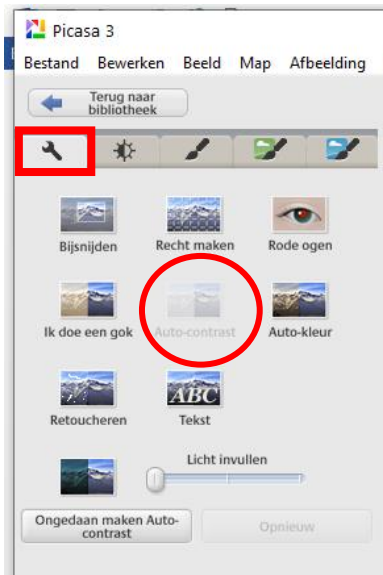 Picasa 3
Bestand Bewerken Beeld Map Afbeelding
Terug naar
bibliotheek
Bijsnijden Recht maken Rode ogen
Ik doe een gok Auto-contrast Auto-kleur
ABC
Retoucheren Tekst
Licht invullen
Ongedaan maken Auto-
contrast
Opnieuw